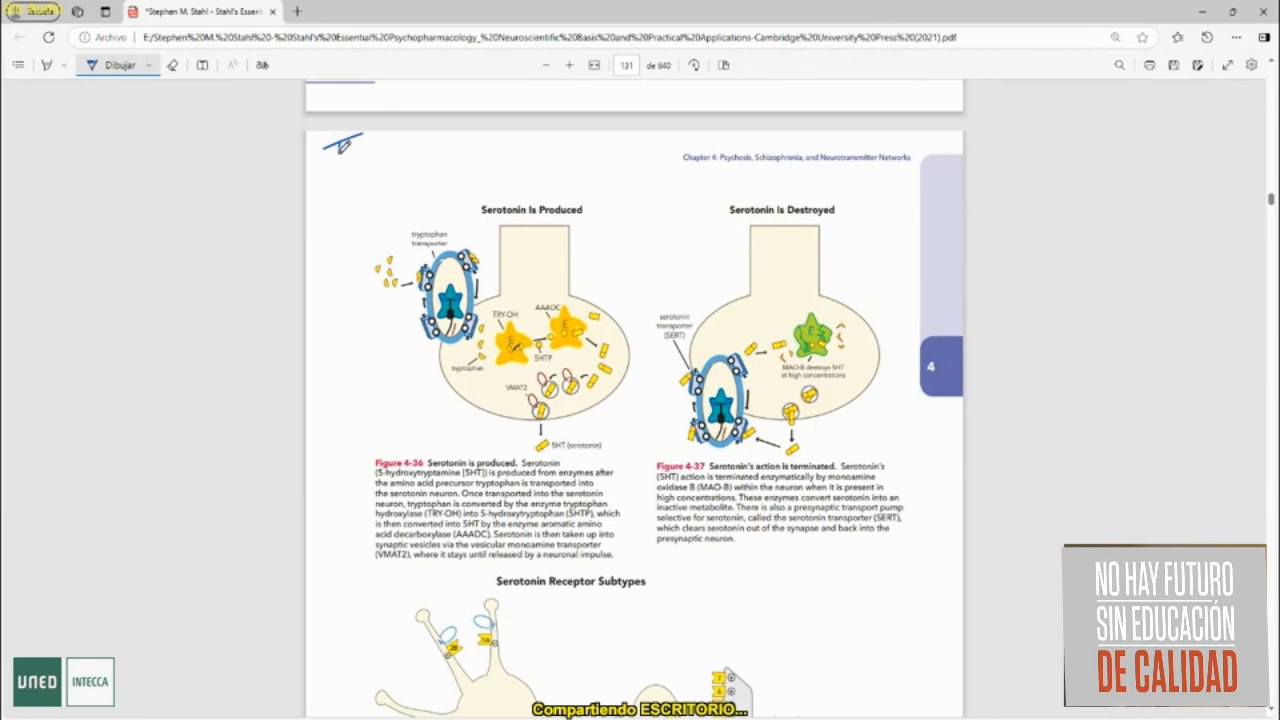 Escuela
*Stephen M. Stahl - Stahl's Essen
Archivo
E:/Stephen%20M.%20Stahl%20-%20Stahl's%20Essential%20Psychopharmacology_%20Neuroscientific%20Basis%20and%20Practical%20Applications-Cambridge%20University%20Press%20(2021).pdf
Dibujar
131 de 640
Chapter 4: Psychosis, Schizophrenia, and Neurotransmitter Networks
4
Serotonin Is Produced
tryptophan
transporter
TRY-OH
AAADC
E
E
5HTP
tryptophan
VMAT2
5HT (serotonin)
Serotonin Is Destroyed
serotonin
transporter
(SERT)
E
MAO-B destroys 5HT
at high concentrations
Figure 4-36 Serotonin is produced. Serotonin
(5-hydroxytryptamine [5HT]) is produced from enzymes after
the amino acid precursor tryptophan is transported into
the serotonin neuron. Once transported into the serotonin
neuron, tryptophan is converted by the enzyme tryptophan
hydroxylase (TRY-OH) into 5-hydroxytryptophan (5HTP), which
is then converted into 5HT by the enzyme aromatic amino
acid decarboxylase (AAADC). Serotonin is then taken up into
synaptic vesicles via the vesicular monoamine transporter
(VMAT2), where it stays until released by a neuronal impulse.
Figure 4-37 Serotonin's action is terminated. Serotonin's
(5HT) action is terminated enzymatically by monoamine
oxidase B (MAO-B) within the neuron when it is present in
high concentrations. These enzymes convert serotonin into an
inactive metabolite. There is also a presynaptic transport pump
selective for serotonin, called the serotonin transporter (SERT),
which clears serotonin out of the synapse and back into the
presynaptic neuron.
Serotonin Receptor Subtypes
2B
1A
7
6
NO HAY FUTURO
SIN EDUCACIÓN
DE CALIDAD
UNED
INTECCA
Compartiendo ESCRITORIO...